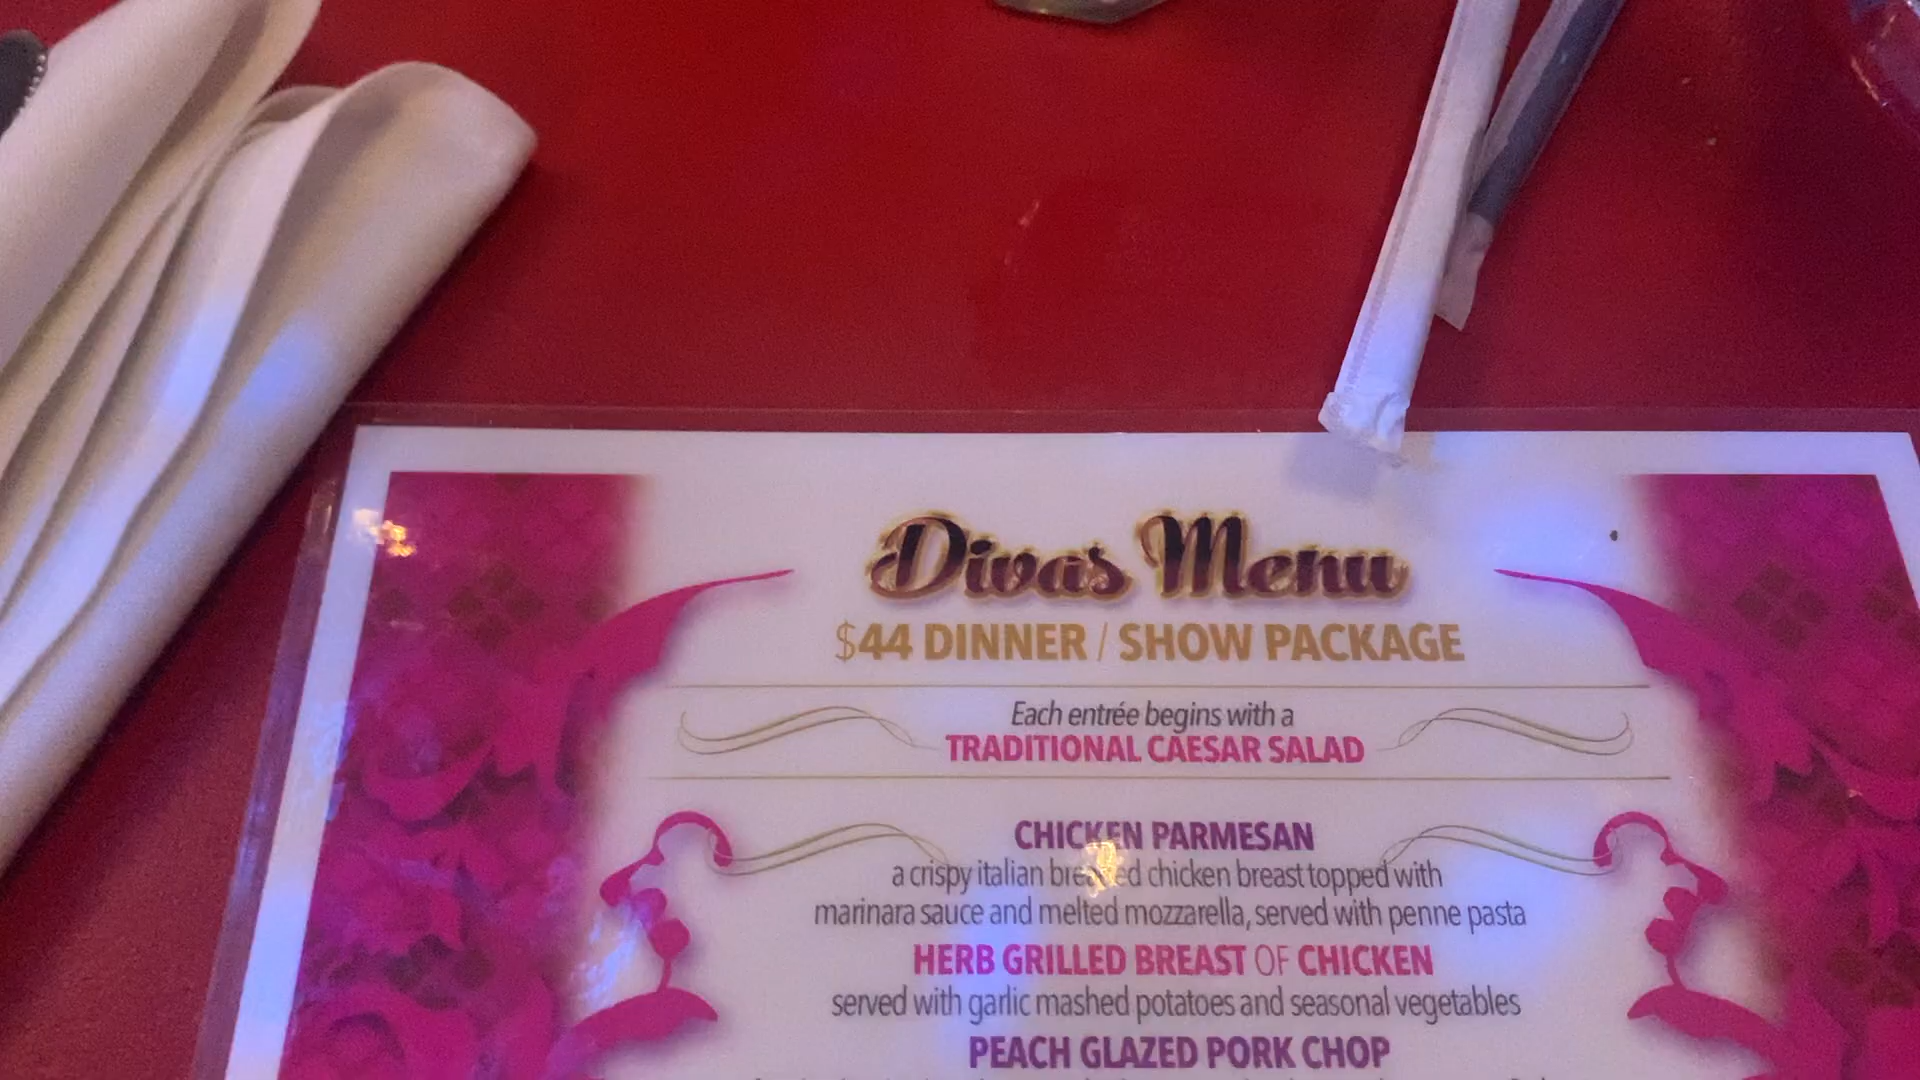 Divas Menu
$44 DINNER / SHOW PACKAGE
Each entrée begins with a
TRADITIONAL CAESAR SALAD
CHICKEN PARMESAN
a crispy italian breaded chicken breast topped with
marinara sauce and melted mozzarella, served with penne pasta
HERB GRILLED BREAST OF CHICKEN
served with garlic mashed potatoes and seasonal vegetables
PEACH GLAZED PORK CHOP